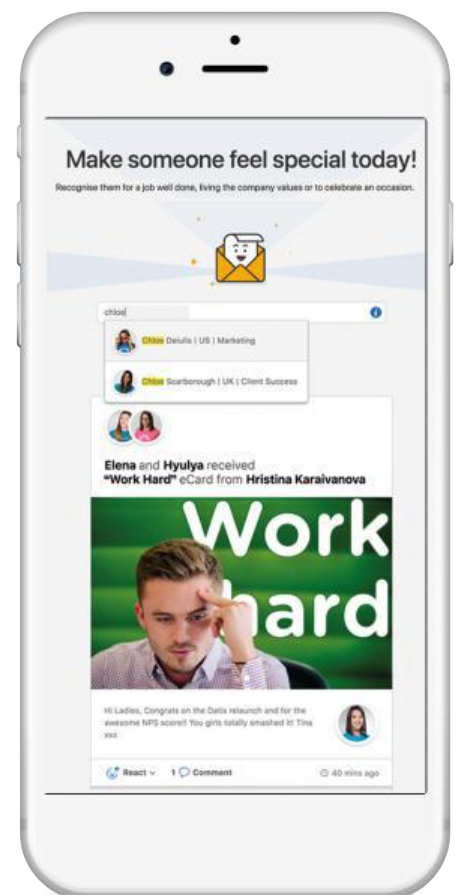 Make someone feel special today!
Recognise them for a job well done, living the company values or to celebrate an occasion.
chloe
Chloe Deiulis | US | Marketing
Chloe Scarborough | UK | Client Success
Elena and Hyulya received
“Work Hard” eCard from Hristina Karaivanova
Work
hard
Hi Ladies, Congrats on the Delis relaunch and for the
awesome NPS score!! You girls totally smashed it! Tina
xxx
React
1 Comment
40 mins ago